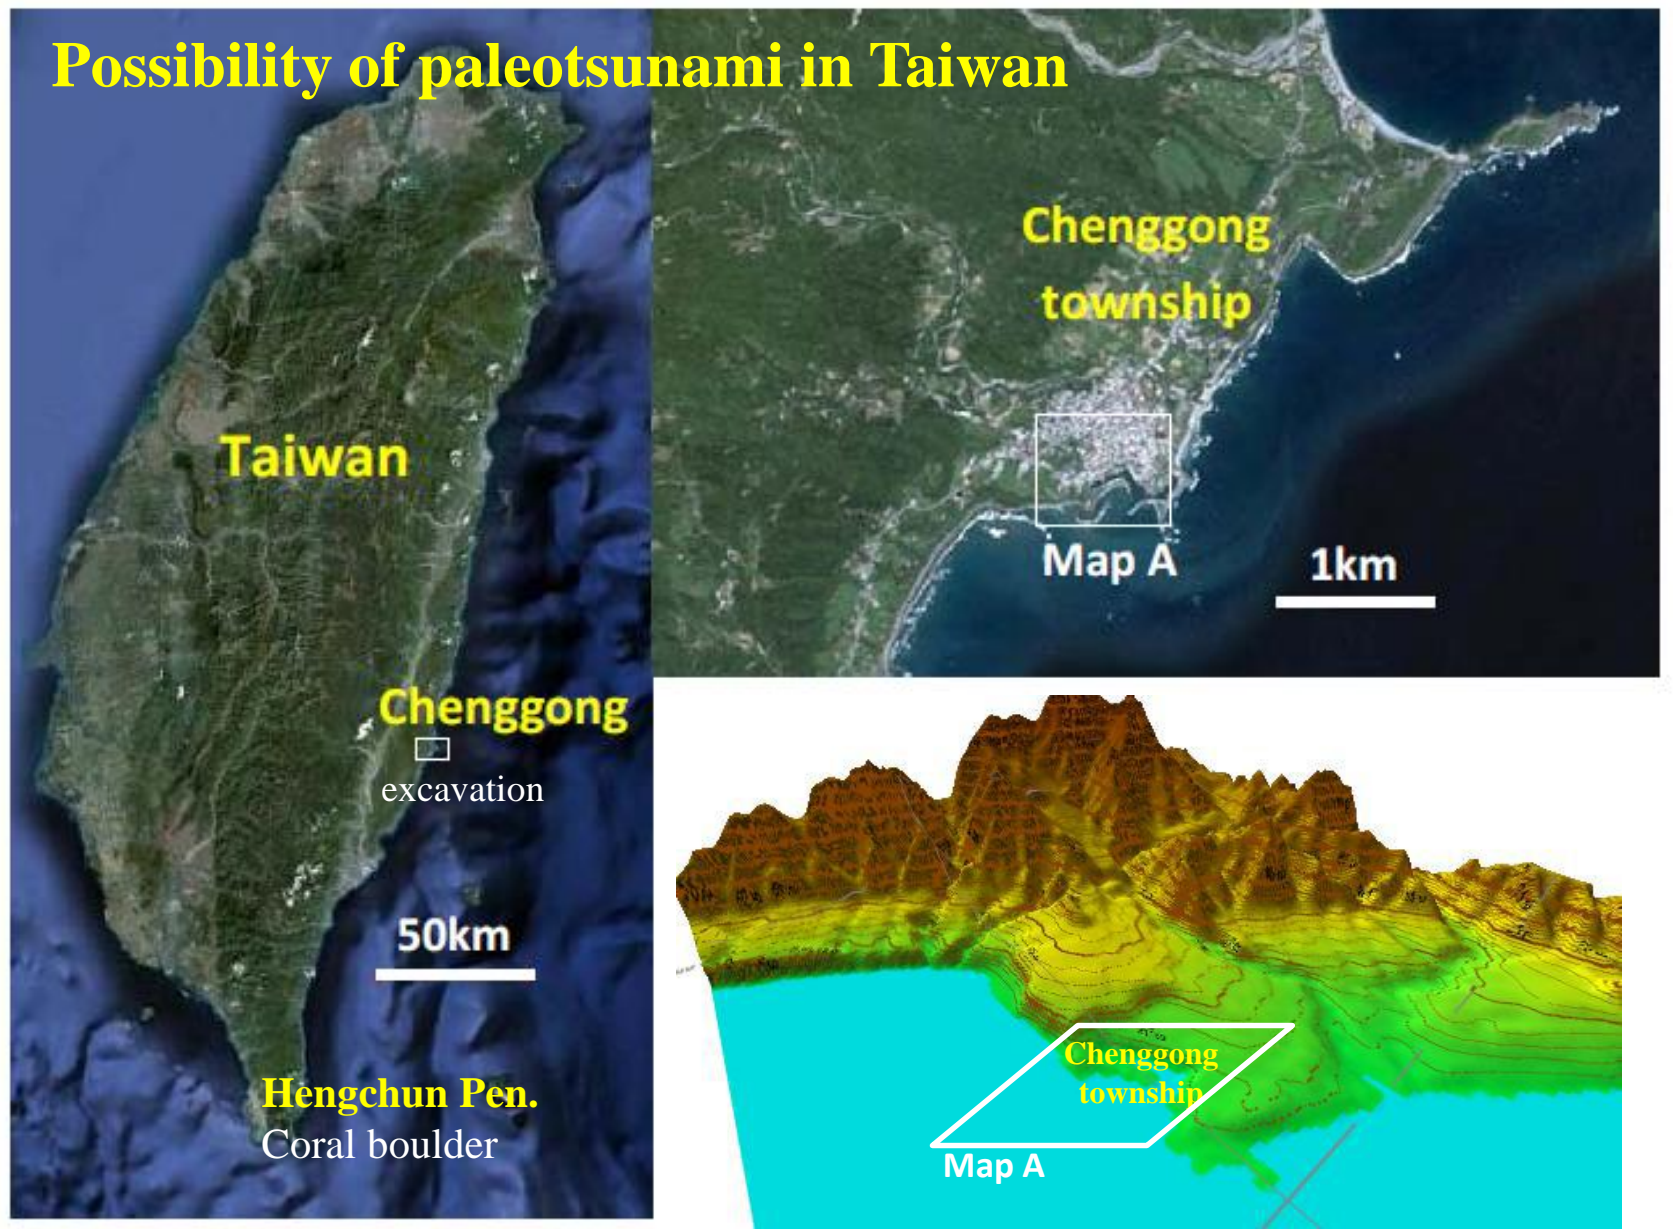 Possibility of paleotsunami in Taiwan
Taiwan
Chenggong
excavation
50km
Hengchun Pen.
Coral boulder
Chenggong
township
Map A
1km
Chenggong
township
Map A